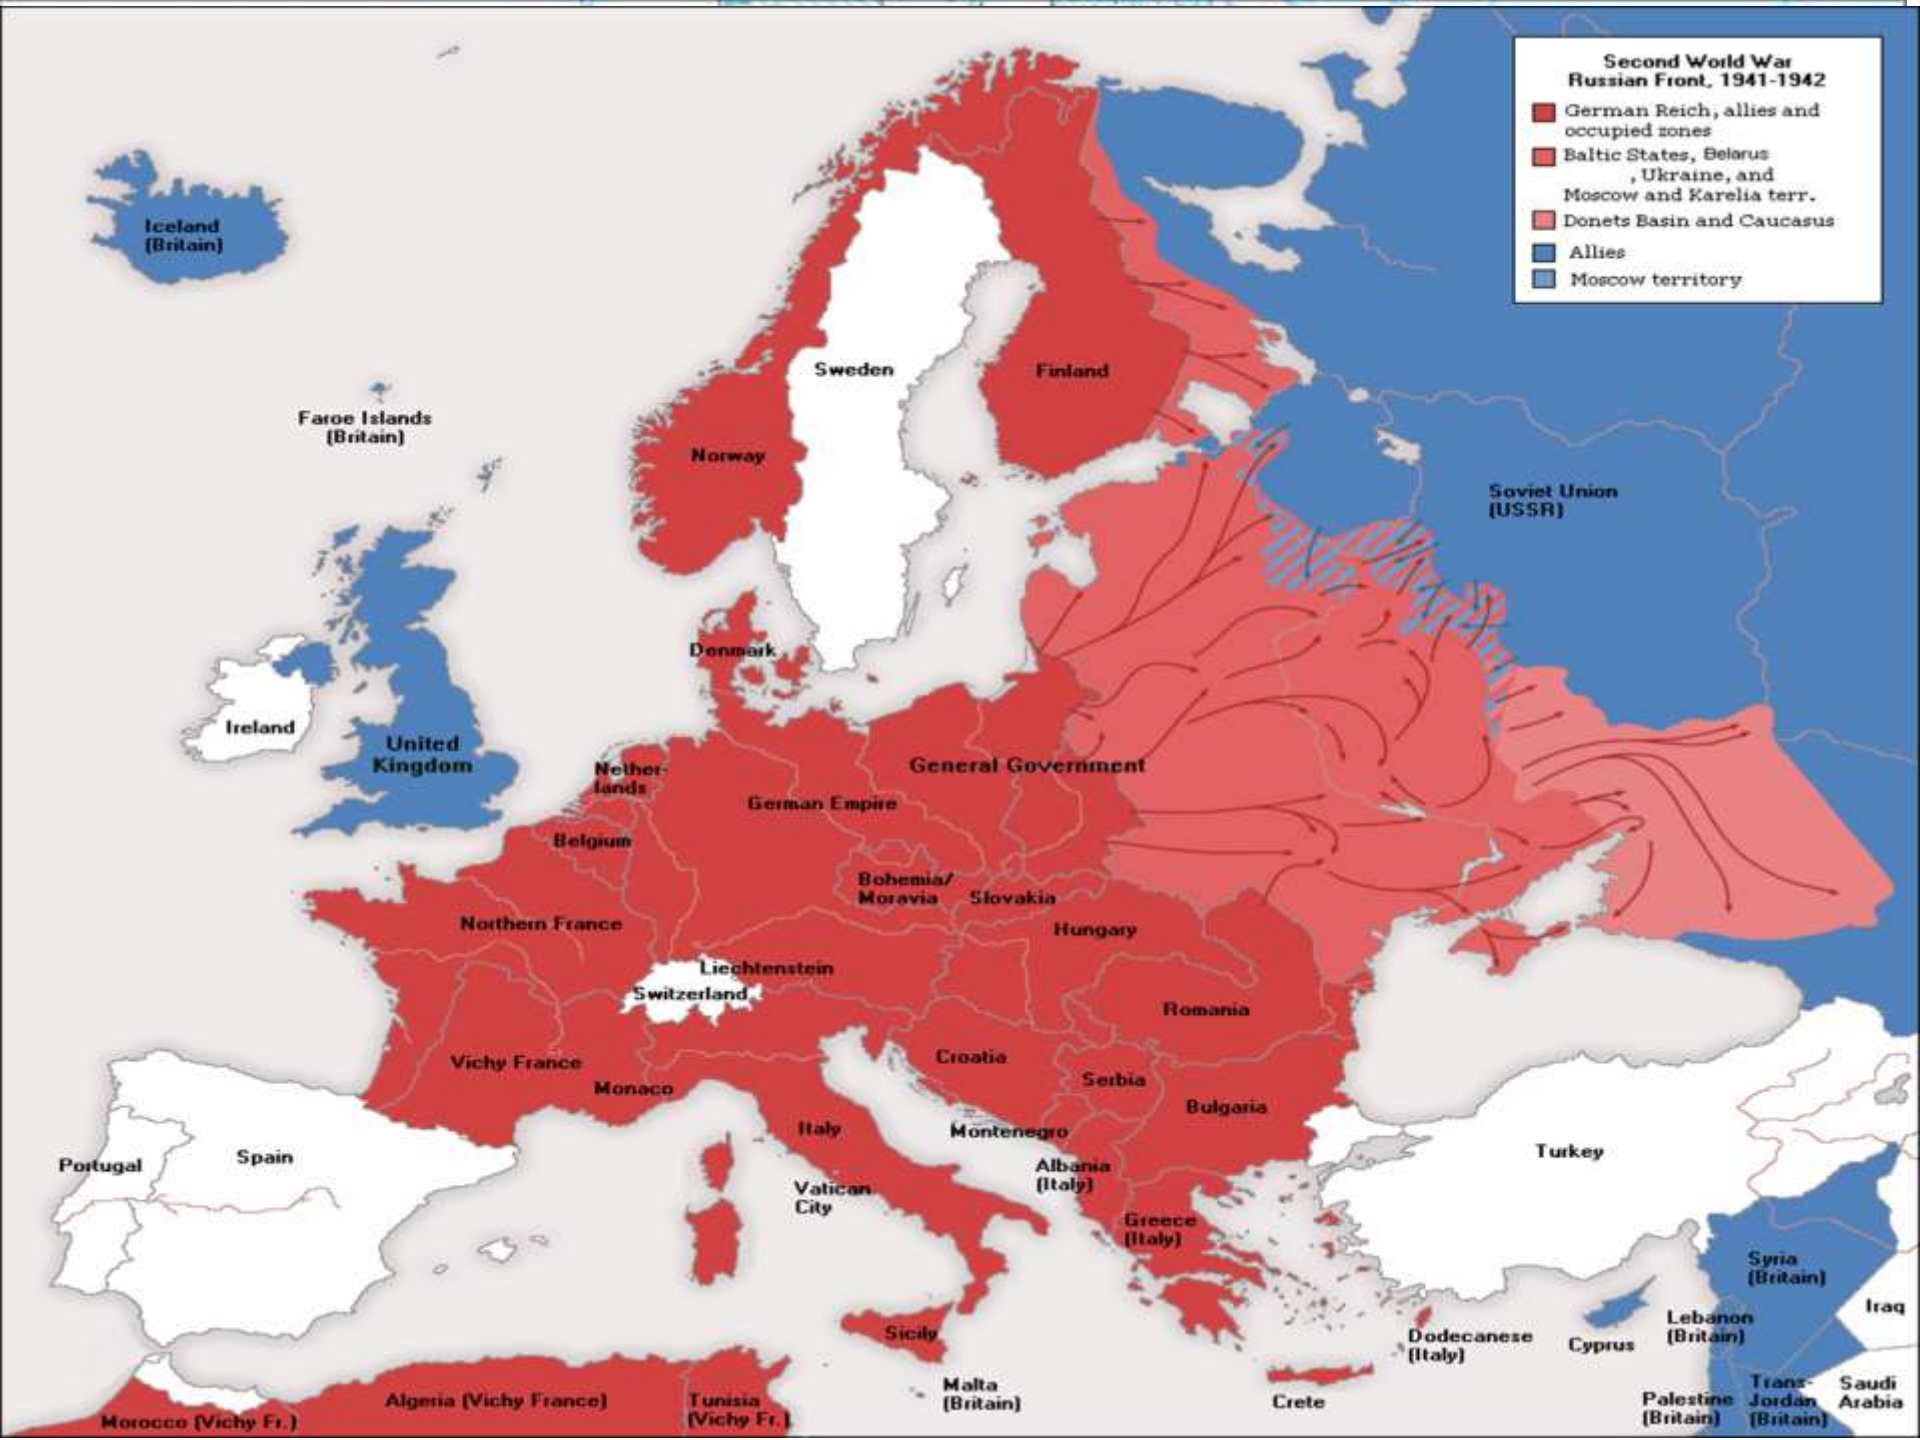 Second World War
Russian Front, 1941-1942
German Reich, allies and
occupied zones
Baltic States, Belarus
, Ukraine, and
Moscow and Karelia terr.
Donets Basin and Caucasus
Allies
Moscow territory
Iceland
(Britain)
Faroe Islands
(Britain)
Sweden
Finland
Norway
Soviet Union
(USSR)
Denmark
Ireland
United
Kingdom
Nether-
lands
General Government
German Empire
Belgium
Bohemia/
Moravia
Slovakia
Northern France
Hungary
Liechtenstein
Switzerland
Romania
Vichy France
Croatia
Monaco
Serbia
Bulgaria
Italy
Montenegro
Portugal
Spain
Turkey
Albania
(Italy)
Vatican
City
Greece
(Italy)
Syria
(Britain)
Iraq
Sicily
Dodecanese
(Italy)
Cyprus
Lebanon
(Britain)
Malta
(Britain)
Crete
Morocco (Vichy Fr.)
Algeria (Vichy France)
Tunisia
(Vichy Fr.)
Palestine
(Britain)
Trans-
Jordan
(Britain)
Saudi
Arabia